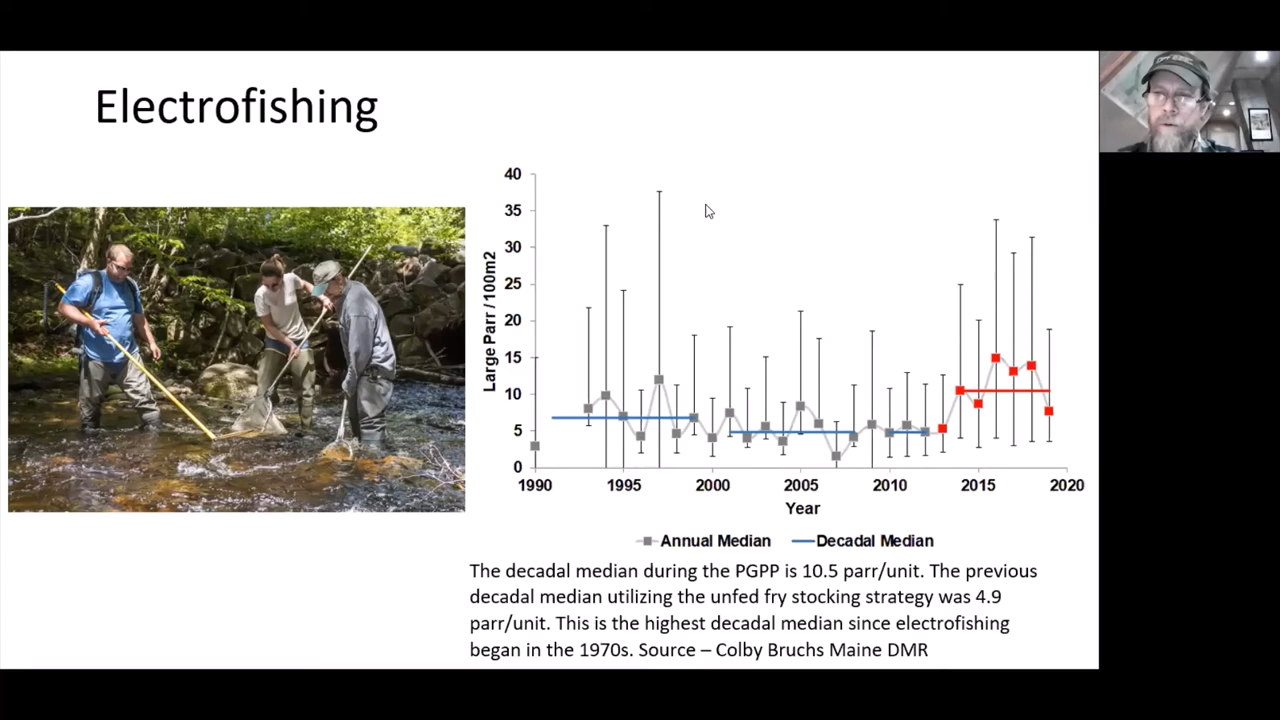 Electrofishing
40
35
30
25
20
15
10
5
0
Large Parr / 100m2
1990 1995 2000 2005 2010 2015 2020
Year
Annual Median Decadal Median
The decadal median during the PGPP is 10.5 parr/unit. The previous
decadal median utilizing the unfed fry stocking strategy was 4.9
parr/unit. This is the highest decadal median since electrofishing
began in the 1970s. Source – Colby Bruchs Maine DMR